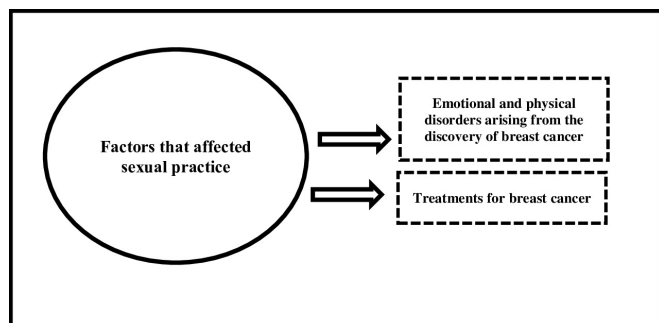 Factors that affected
sexual practice
Emotional and physical
disorders arising from the
discovery of breast cancer
Treatments for breast cancer